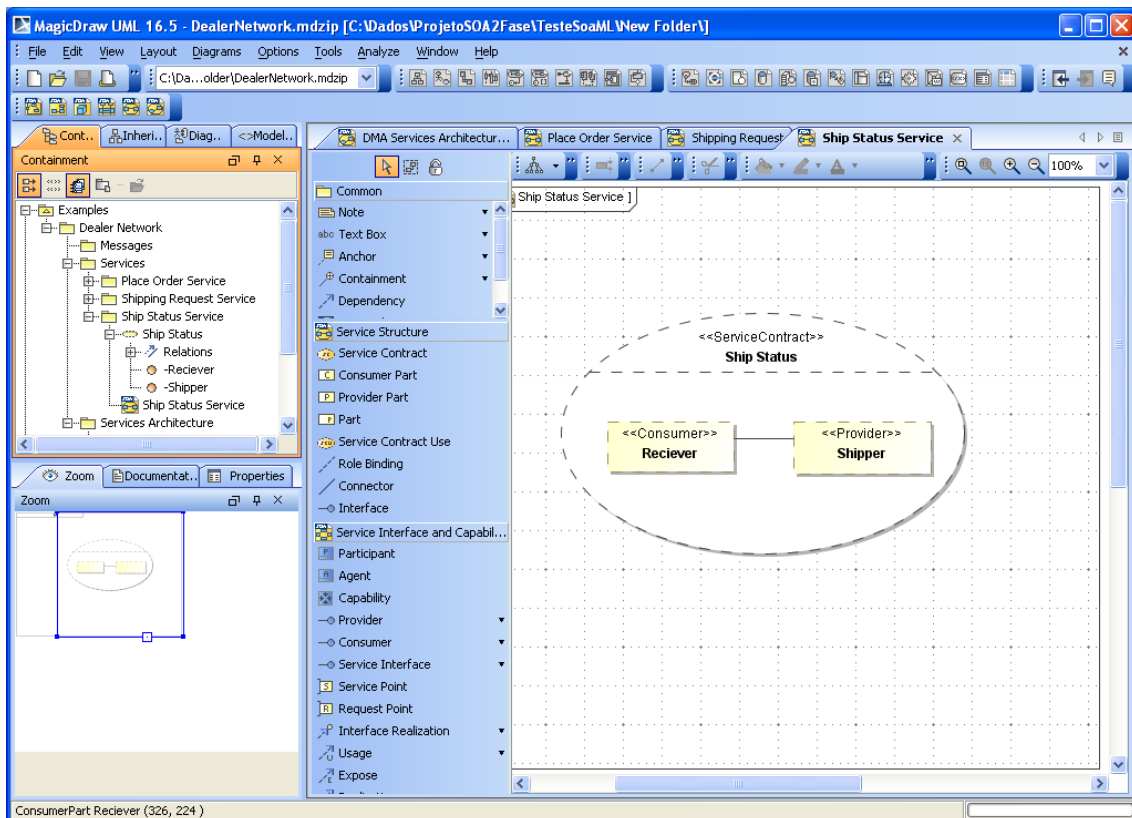 MagicDraw UML 16.5 - DealerNetwork.mdzip [C:\Dados\ProjetoSOA2Fase\TesteSoaML\New Folder\]
File Edit View Layout Diagrams Options Tools Analyze Window Help
C:\Da...older\DealerNetwork.mdzip
Cont.. Inheri.. Diag.. <>Model..
Containment
Examples
Dealer Network
Messages
Services
Place Order Service
Shipping Request Service
Ship Status Service
Ship Status
Relations
-Reciever
-Shipper
Ship Status Service
Services Architecture
Zoom Documentat.. Properties
Zoom
DMA Services Architectur... Place Order Service Shipping Request Ship Status Service
100%
Common
Note
abc Text Box
Anchor
Containment
Dependency
Service Structure
Service Contract
C Consumer Part
P Provider Part
P Part
Service Contract Use
Role Binding
Connector
Interface
Service Interface and Capabil...
Participant
Agent
Capability
Provider
Consumer
Service Interface
S Service Point
R Request Point
Interface Realization
Usage
Expose
Ship Status Service ]
<<ServiceContract>>
Ship Status
<<Consumer>>
Reciever
<<Provider>>
Shipper
ConsumerPart Reciever (326, 224 )